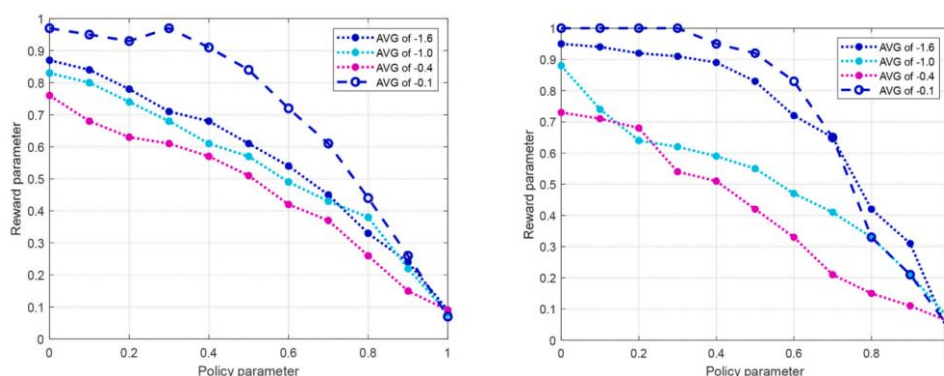 1
0.9
0.8
0.7
0.6
0.5
0.4
0.3
0.2
0.1
0
Reward parameter
AVG of -1.6
AVG of -1.0
AVG of -0.4
AVG of -0.1
0 0.2 0.4 0.6 0.8 1
Policy parameter
1
0.9
0.8
0.7
0.6
0.5
0.4
0.3
0.2
0.1
0
Reward parameter
AVG of -1.6
AVG of -1.0
AVG of -0.4
AVG of -0.1
0 0.2 0.4 0.6 0.8
Policy parameter